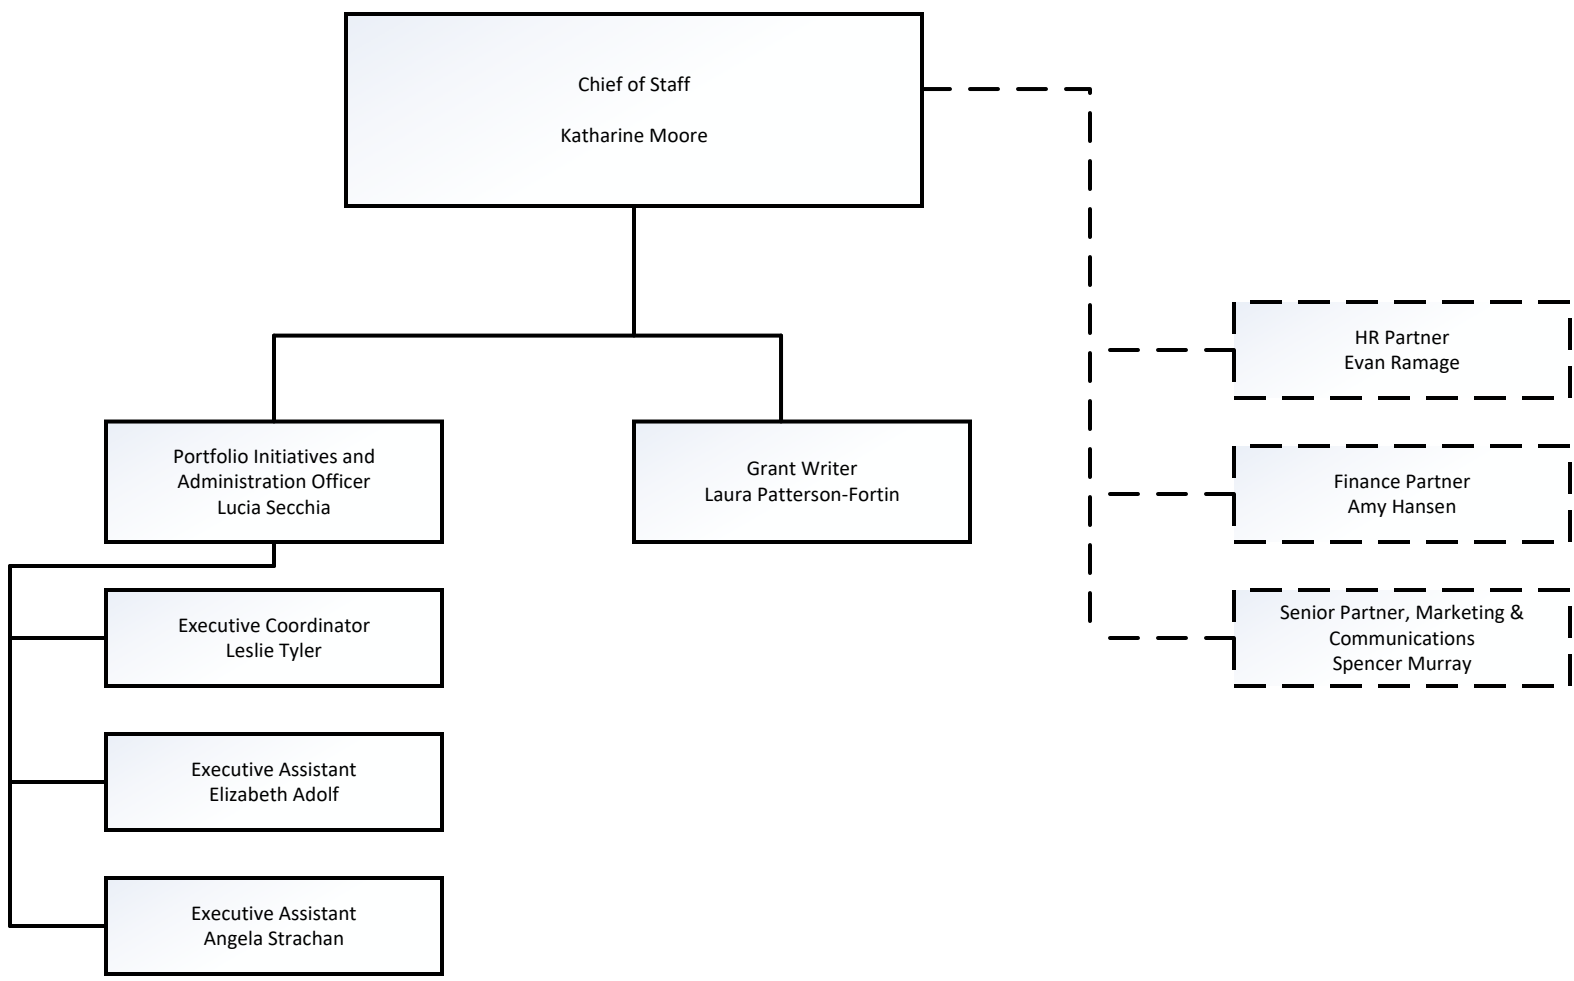 Chief of Staff
Katharine Moore
HR Partner
Evan Ramage
Portfolio Initiatives and
Administration Officer
Lucia Secchia
Grant Writer
Laura Patterson-Fortin
Finance Partner
Amy Hansen
Executive Coordinator
Leslie Tyler
Senior Partner, Marketing &
Communications
Spencer Murray
Executive Assistant
Elizabeth Adolf
Executive Assistant
Angela Strachan